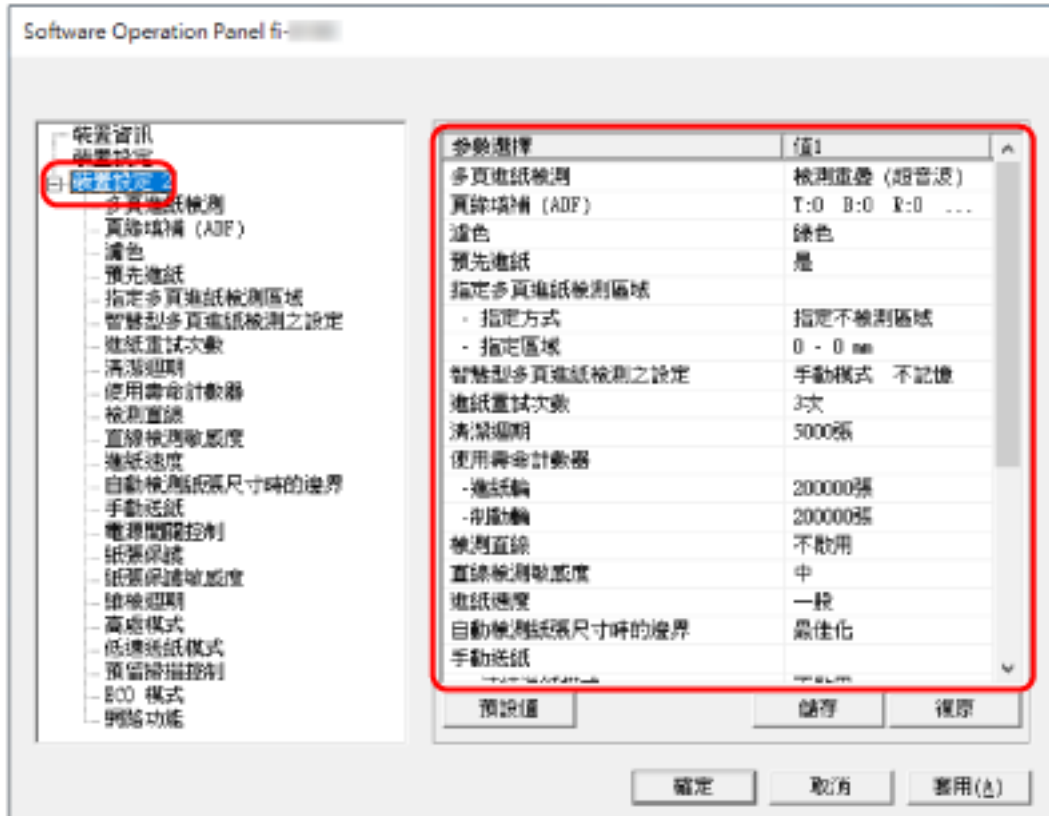 Software Operation Panel fi-
裝置資訊
裝置設定
裝置設定 2
多頁進紙檢測
頁緣填補 (ADF)
濾色
預先進紙
指定多頁進紙檢測區域
智慧型多頁進紙檢測之設定
進紙重試次數
清潔週期
使用壽命計數器
檢測直線
直線檢測敏感度
進紙速度
自動檢測紙張尺寸時的邊界
手動送紙
電源開關控制
紙張保護
紙張保護敏感度
維檢週期
高處模式
低速送紙模式
預留掃描控制
ECO 模式
網路功能
參數選擇 值1
多頁進紙檢測 檢測重疊 (超音波)
頁緣填補 (ADF) T:0 B:0 R:0 ...
濾色 綠色
預先進紙 是
指定多頁進紙檢測區域
- 指定方式 指定不檢測區域
- 指定區域 0 - 0 mm
智慧型多頁進紙檢測之設定 手動模式 不記憶
進紙重試次數 3次
清潔週期 5000張
使用壽命計數器
-進紙輪 200000張
-制動輪 200000張
檢測直線 不啟用
直線檢測敏感度 中
進紙速度 一般
自動檢測紙張尺寸時的邊界 最佳化
手動送紙
預設值 儲存 復原
確定 取消 套用(A)